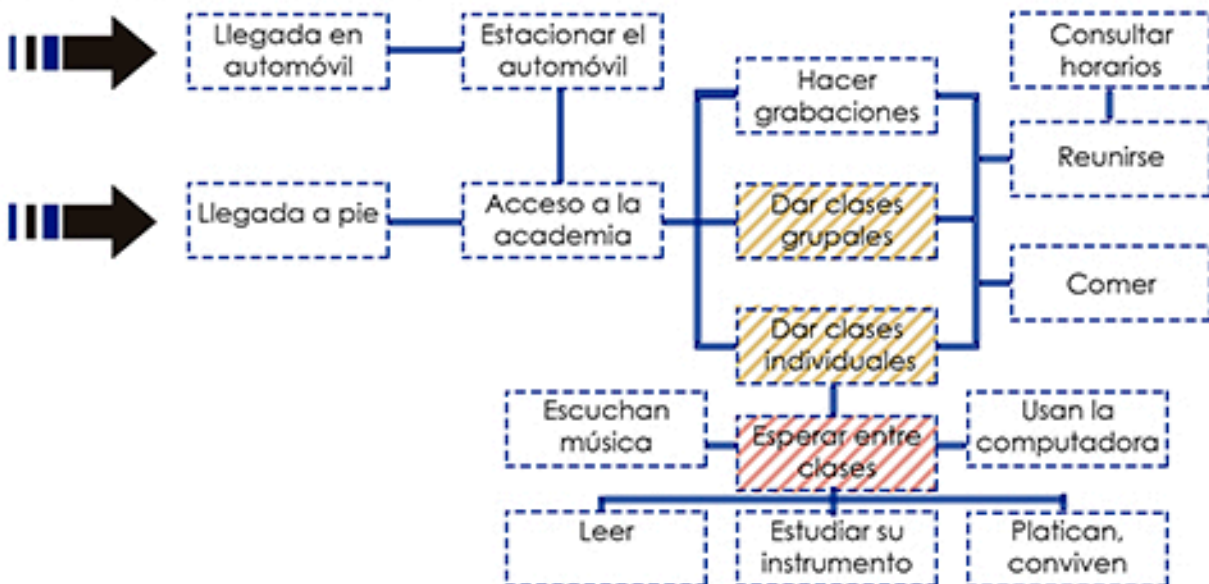 Llegada en
automóvil
Estacionar el
automóvil
Consultar
horarios
Hacer
grabaciones
Reunirse
Llegada a pie
Acceso a la
academia
Dar clases
grupales
Comer
Dar clases
individuales
Escuchan
música
Esperar entre
clases
Usan la
computadora
Leer
Estudiar su
instrumento
Platican,
conviven